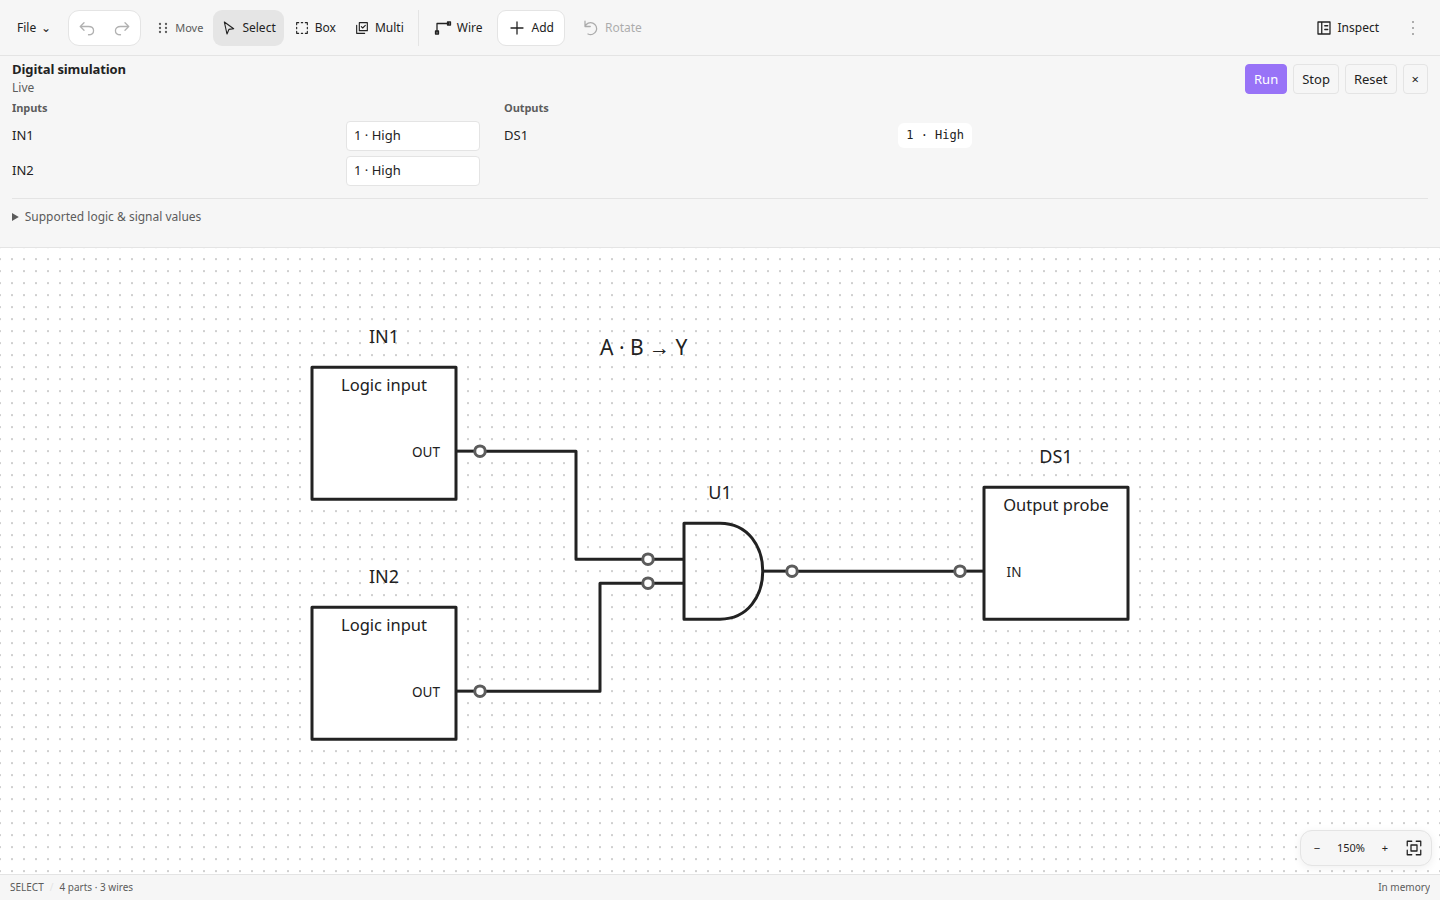 File
Move
Select
Box
Multi
Wire
Add
Rotate
Inspect
Digital simulation
Live
Run
Stop
Reset
×
Inputs
Outputs
IN1
1 · High
DS1
1 · High
IN2
1 · High
Supported logic & signal values
IN1
A · B → Y
Logic input
OUT
DS1
U1
Output probe
IN
IN2
Logic input
OUT
− 150% +
SELECT / 4 parts · 3 wires
In memory